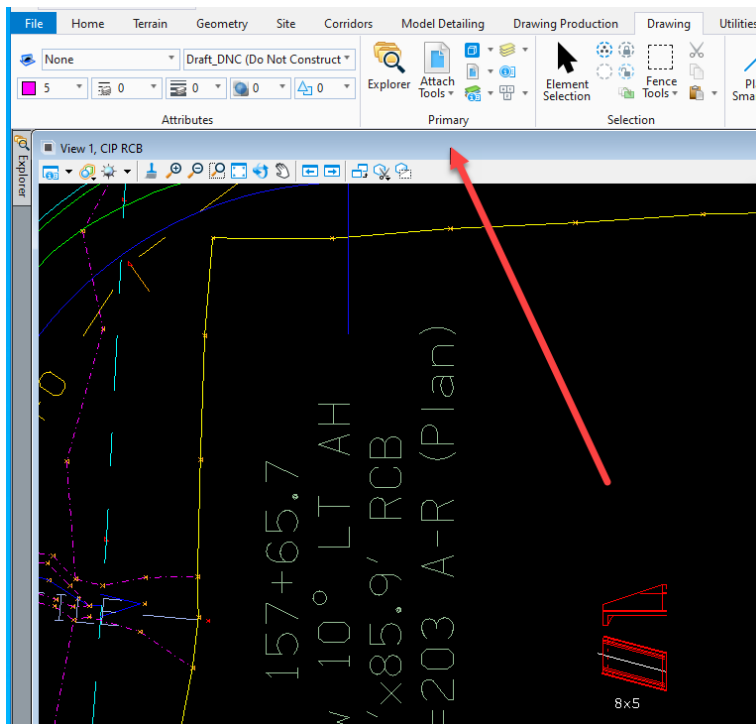 File Home Terrain Geometry Site Corridors Model Detailing Drawing Production Drawing Utilities
None Draft_DNC (Do Not Construct
5 0 0 0 0
Explorer Attach Tools Element Selection Fence Tools
Attributes Primary Selection
Explorer
View 1, CIP RCB
157+65.7
10° LT AH
'x85.9' RCB
=203 A-R (Plan)
8x5